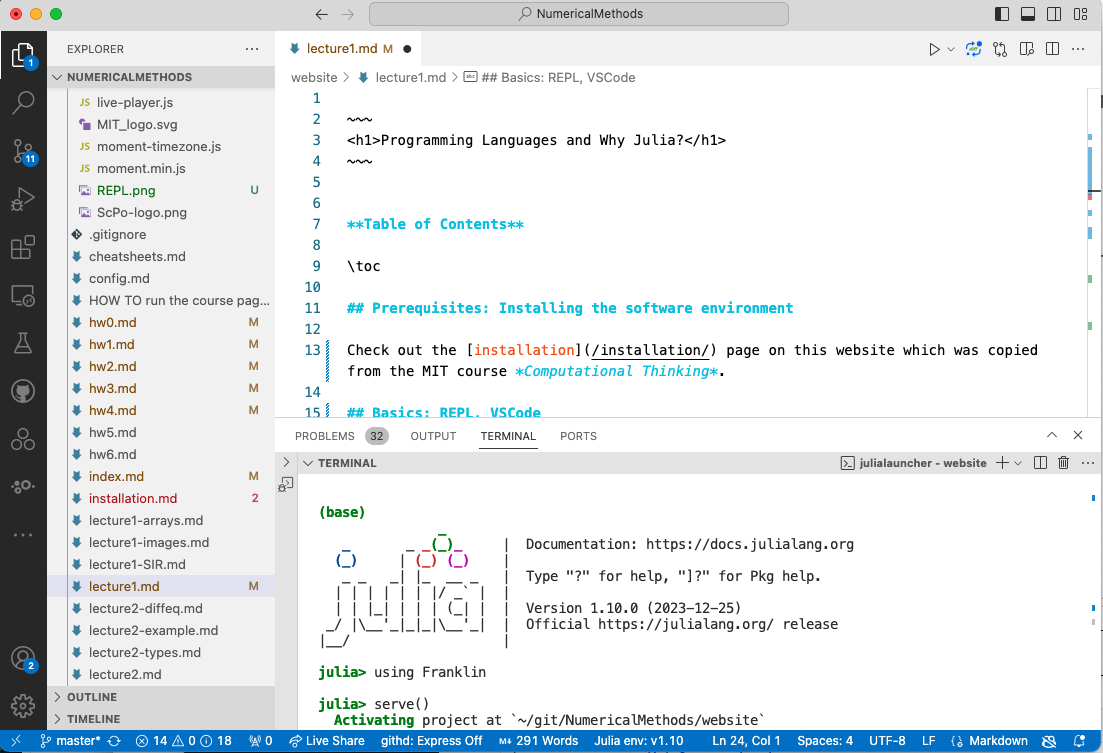 NumericalMethods
EXPLORER
NUMERICALMETHODS
JS live-player.js
MIT_logo.svg
JS moment-timezone.js
JS moment.min.js
REPL.png U
ScPo-logo.png
.gitignore
cheatsheets.md
config.md
HOW TO run the course pag...
hw0.md M
hw1.md M
hw2.md M
hw3.md M
hw4.md M
hw5.md
hw6.md
index.md M
installation.md 2
lecture1-arrays.md
lecture1-images.md
lecture1-SIR.md
lecture1.md M
lecture2-diffeq.md
lecture2-example.md
lecture2-types.md
lecture2.md
OUTLINE
TIMELINE
1
11
2
lecture1.md M
website > lecture1.md > ## Basics: REPL, VSCode
1
2 ~~~
3 <h1>Programming Languages and Why Julia?</h1>
4 ~~~
5
6
7 **Table of Contents**
8
9 \toc
10
11 ## Prerequisites: Installing the software environment
12
13 Check out the [installation](/installation/) page on this website which was copied
from the MIT course *Computational Thinking*.
14
15 ## Basics: REPL, VSCode
PROBLEMS 32 OUTPUT TERMINAL PORTS
TERMINAL julialauncher - website
(base)
Documentation: https://docs.julialang.org
Type "?" for help, "]?" for Pkg help.
Version 1.10.0 (2023-12-25)
Official https://julialang.org/ release
julia> using Franklin
julia> serve()
Activating project at `~/git/NumericalMethods/website`
master* 14 0 18 0 Live Share githd: Express Off 291 Words Julia env: v1.10 Ln 24, Col 1 Spaces: 4 UTF-8 LF Markdown